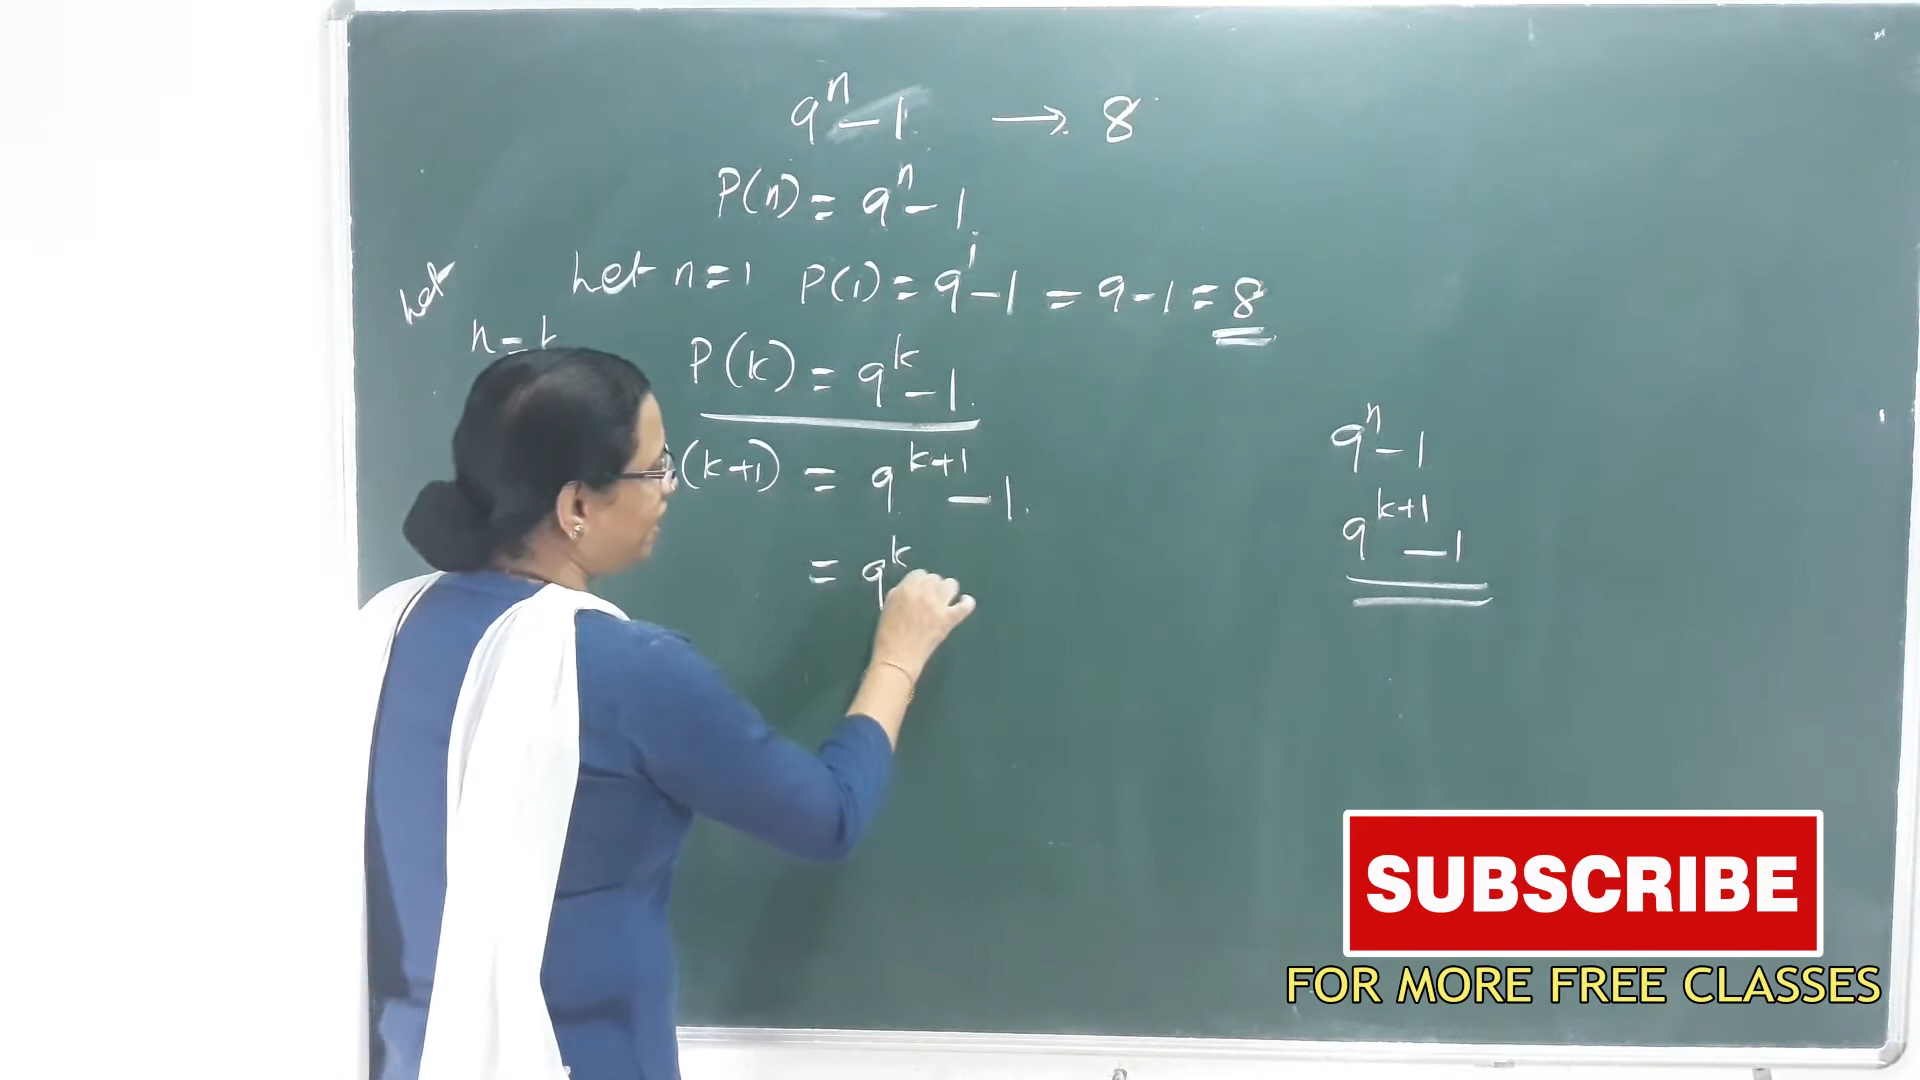 9ⁿ - 1 → 8
P(n) = 9ⁿ - 1
Let n = 1 P(1) = 9¹ - 1 = 9 - 1 = 8
Let
n = k
P(k) = 9ᵏ - 1
(k+1) = 9ᵏ⁺¹ - 1
= 9ᵏ
9ⁿ - 1
9ᵏ⁺¹ - 1
SUBSCRIBE
FOR MORE FREE CLASSES